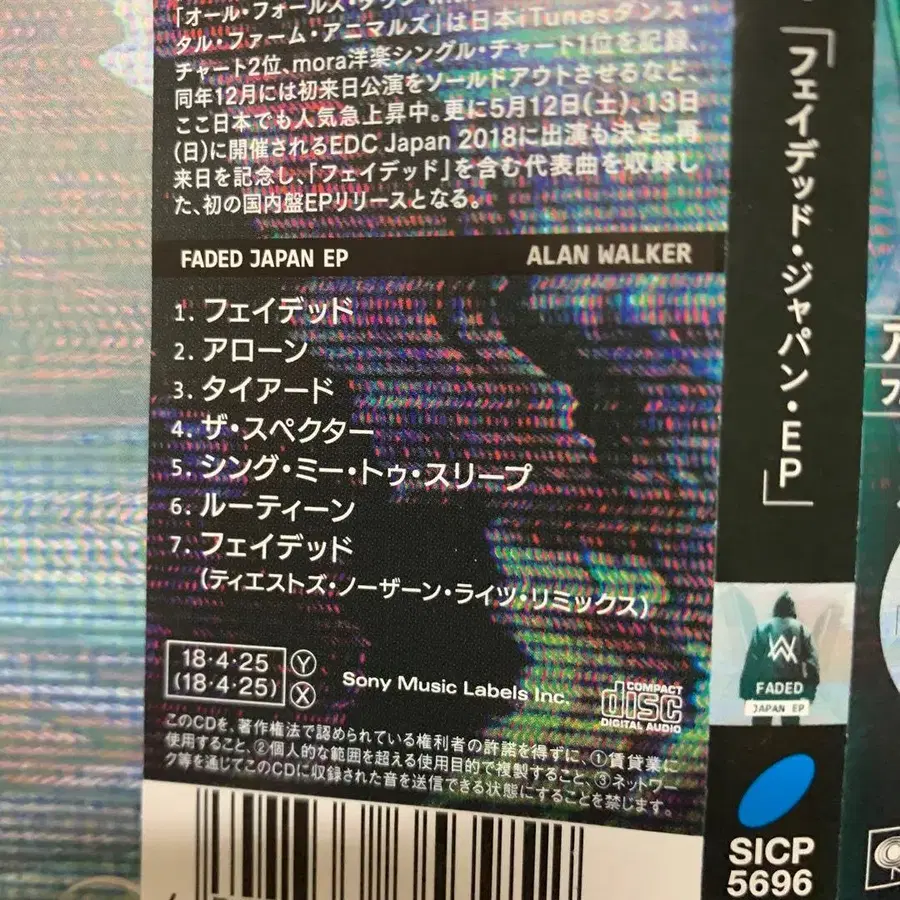 「オール・フォールズ・ダウン
タル・ファーム・アニマルズ」は日本iTunesダンス・
チャート2位、mora洋楽シングル・チャート1位を記録、
同年12月には初来日公演をソールドアウトさせるなど、
ここ日本でも人気急上昇中。更に5月12日(土)、13日
(日)に開催されるEDC Japan 2018に出演も決定。再
来日を記念し、「フェイデッド」を含む代表曲を収録し
た、初の国内盤EPリリースとなる。
FADED JAPAN EP
ALAN WALKER
1. フェイデッド
2. アローン
3. タイアード
4. ザ・スペクター
5. シング・ミー・トゥ・スリープ
6. ルーティーン
7. フェイデッド
(ティエストズ・ノーザーン・ライツ・リミックス)
18・4・25 Ⓨ
(18・4・25) Ⓧ
Sony Music Labels Inc.
COMPACT
disc
DIGITAL AUDIO
このCDを、著作権法で認められている権利者の許諾を得ずに、①賃貸業に
使用すること、②個人的な範囲を超える使用目的で複製すること、③ネットワー
ク等を通じてこのCDに収録された音を送信できる状態にすることを禁じます。
「フェイデッド・ジャパン・EP」
FADED
JAPAN EP
SICP
5696